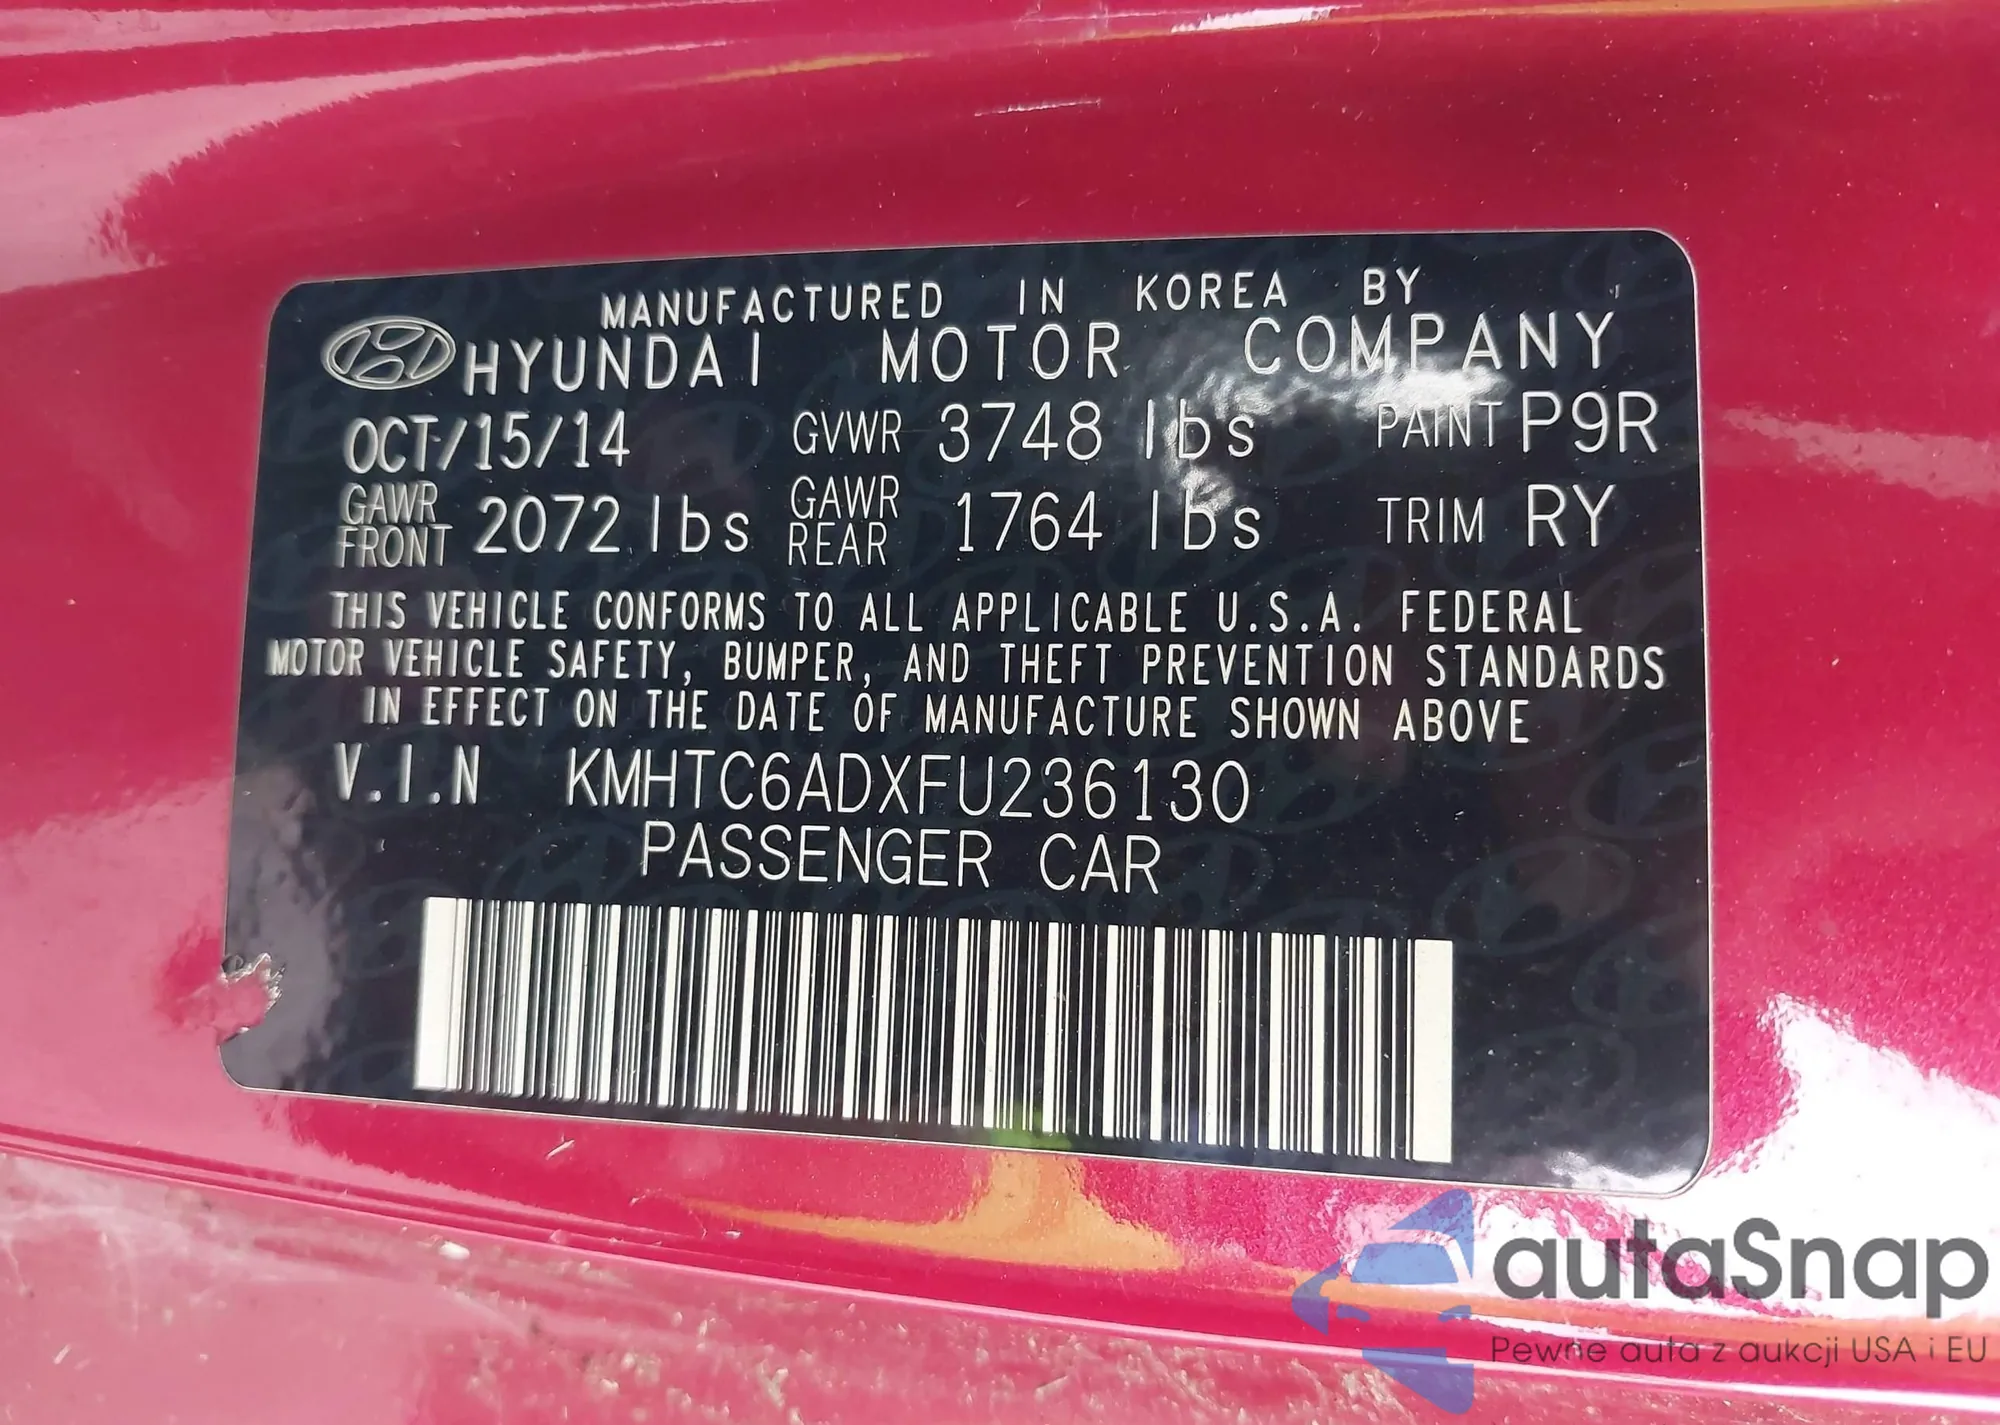 MANUFACTURED IN KOREA BY
HYUNDAI MOTOR COMPANY
OCT/15/14 GVWR 3748 lbs PAINT P9R
GAWR FRONT 2072 lbs GAWR REAR 1764 lbs TRIM RY
THIS VEHICLE CONFORMS TO ALL APPLICABLE U.S.A. FEDERAL
MOTOR VEHICLE SAFETY, BUMPER, AND THEFT PREVENTION STANDARDS
IN EFFECT ON THE DATE OF MANUFACTURE SHOWN ABOVE
V.I.N KMHTC6ADXFU236130
PASSENGER CAR
autaSnap
Pewne auta z aukcji USA i EU